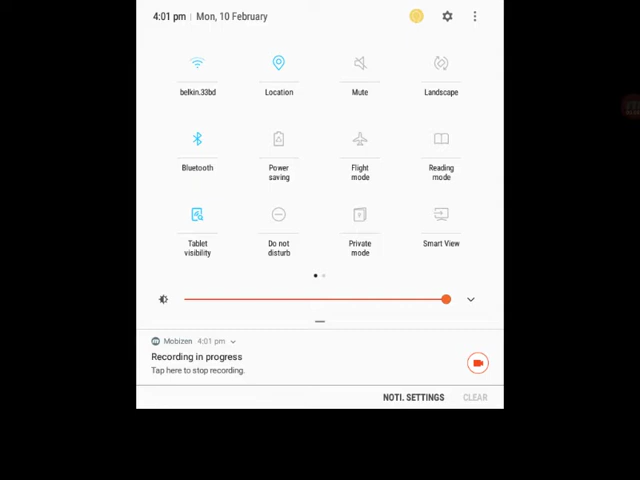 4:01 pm | Mon, 10 February
belkin.33bd
Location
Mute
Landscape
Bluetooth
Power
saving
Flight
mode
Reading
mode
Tablet
visibility
Do not
disturb
Private
mode
Smart View
Mobizen 4:01 pm
Recording in progress
Tap here to stop recording.
NOTI. SETTINGS CLEAR